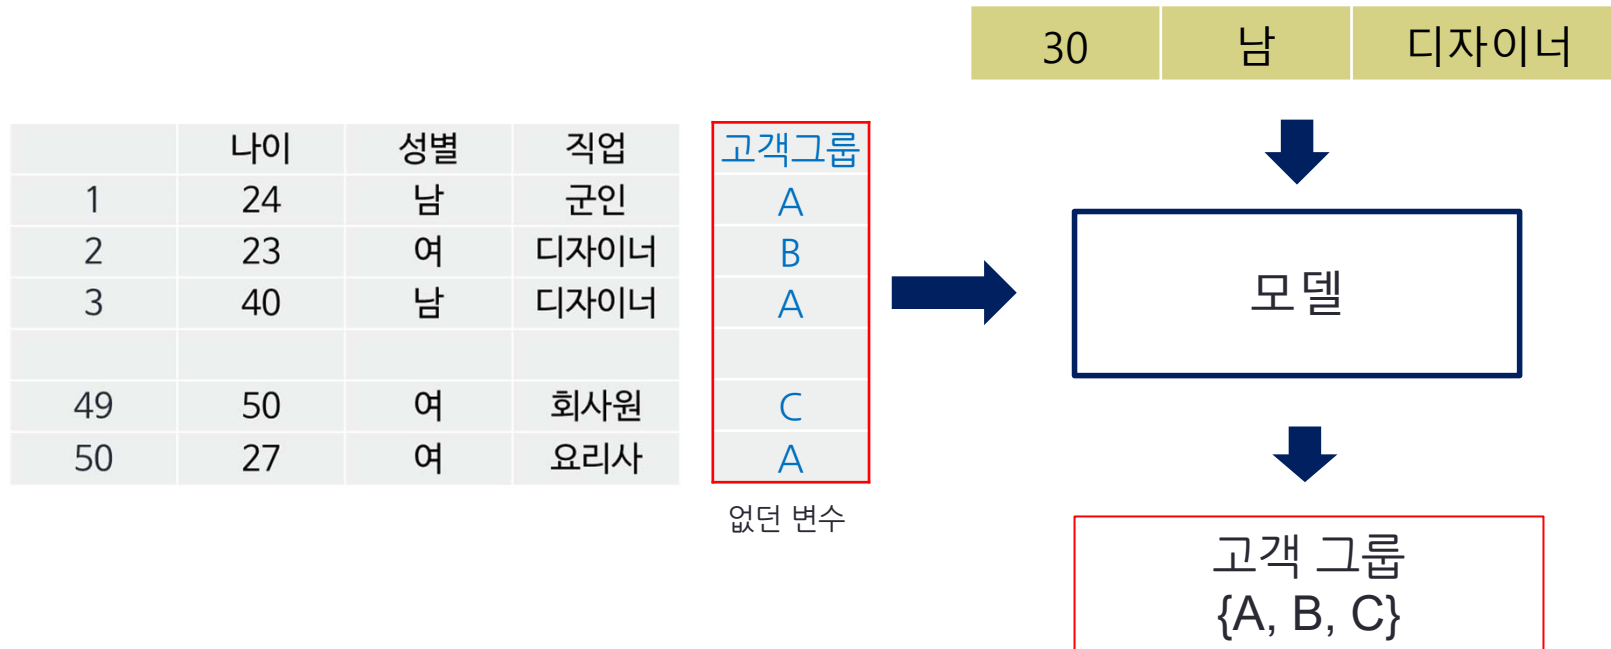 30 남 디자이너
나이 성별 직업 고객그룹
1 24 남 군인 A
2 23 여 디자이너 B
3 40 남 디자이너 A
49 50 여 회사원 C
50 27 여 요리사 A
없던 변수
모델
고객 그룹
{A, B, C}